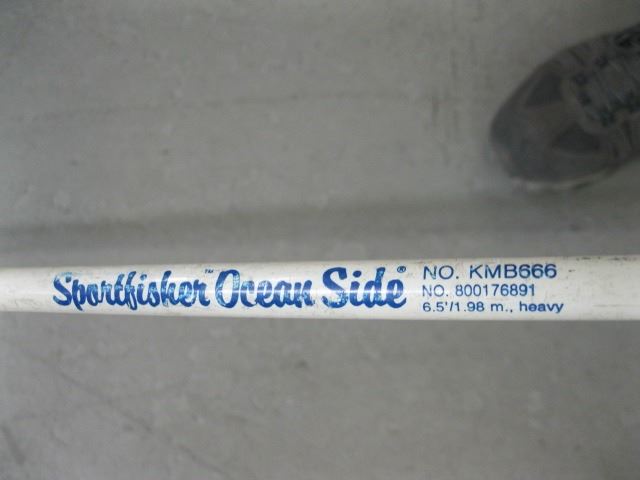 Sportfisher™ Ocean Side® NO. KMB666
NO. 800176891
6.5'/1.98 m., heavy